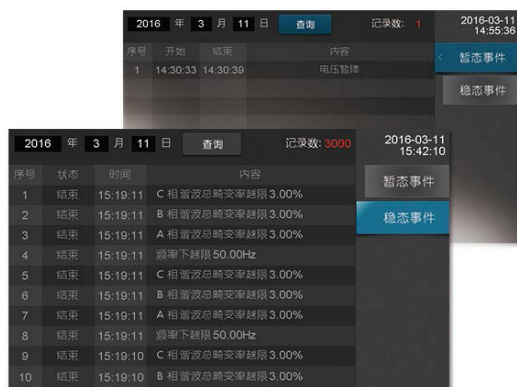 2016 年 3 月 11 日 查询 记录数: 1 2016-03-11
14:55:36
序号 开始 结束 内容
1 14:30:33 14:30:39 电压暂降
暂态事件
稳态事件
2016 年 3 月 11 日 查询 记录数: 3000 2016-03-11
15:42:10
序号 状态 时间 内容
1 结束 15:19:11 C 相谐波总畸变率越限 3.00%
2 结束 15:19:11 B 相谐波总畸变率越限 3.00%
3 结束 15:19:11 A 相谐波总畸变率越限 3.00%
4 结束 15:19:11 频率下越限 50.00Hz
5 结束 15:19:11 C 相谐波总畸变率越限 3.00%
6 结束 15:19:11 B 相谐波总畸变率越限 3.00%
7 结束 15:19:11 A 相谐波总畸变率越限 3.00%
8 结束 15:19:11 频率下越限 50.00Hz
9 结束 15:19:10 C 相谐波总畸变率越限 3.00%
10 结束 15:19:10 B 相谐波总畸变率越限 3.00%
暂态事件
稳态事件